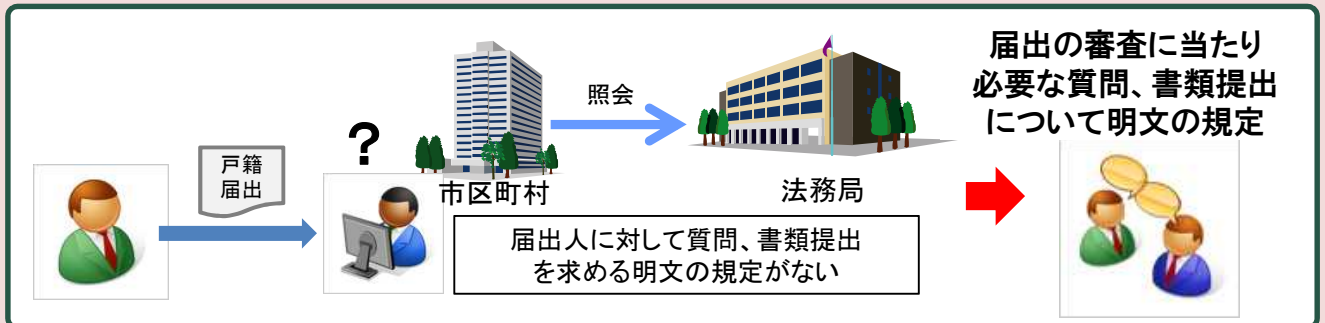 戸籍
届出
?
市区町村
照会
法務局
届出人に対して質問、書類提出
を求める明文の規定がない
届出の審査に当たり
必要な質問、書類提出
について明文の規定